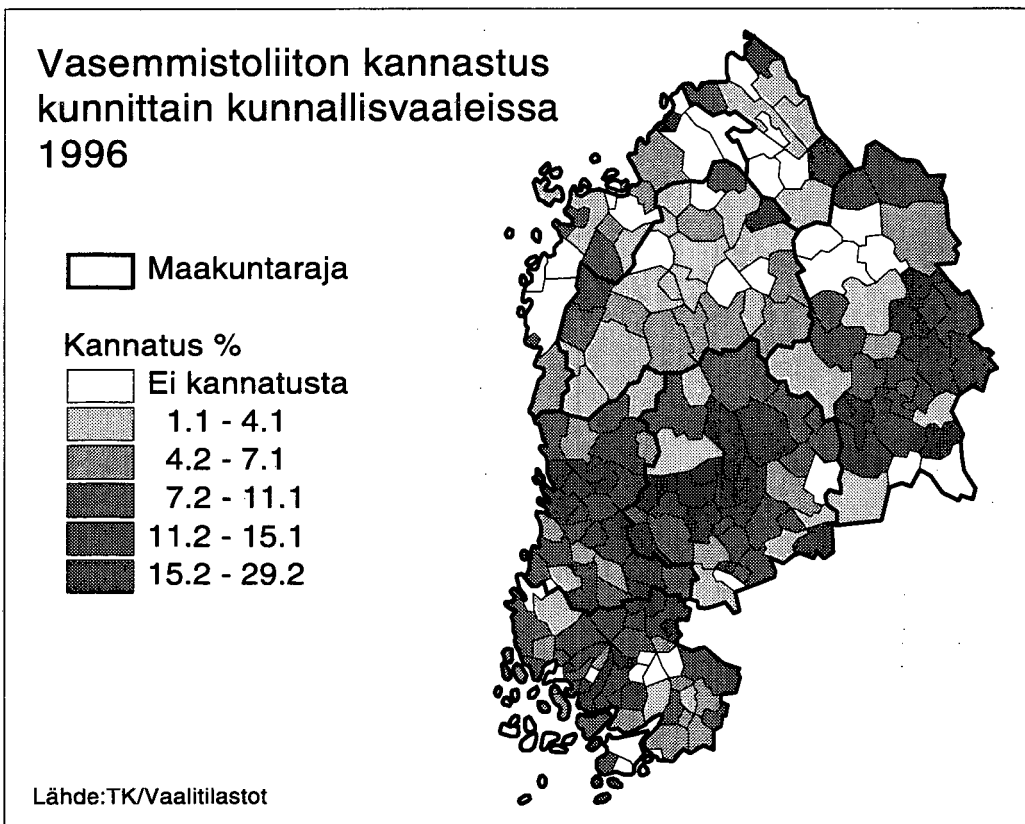 Vasemmistoliiton kannastus
kunnittain kunnallisvaaleissa
1996
Maakuntaraja
Kannatus %
Ei kannatusta
1.1 - 4.1
4.2 - 7.1
7.2 - 11.1
11.2 - 15.1
15.2 - 29.2
Lähde:TK/Vaalitilastot